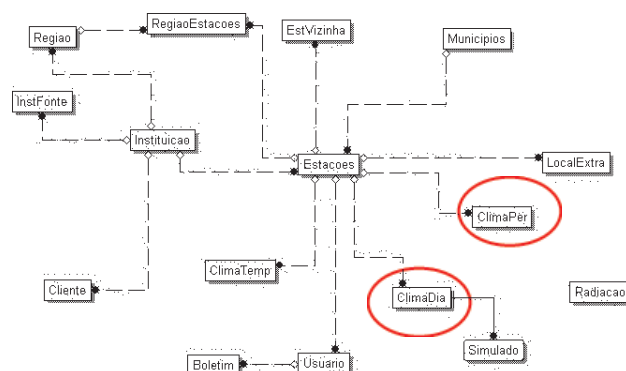 RegiaoEstacoes
EstVizinha
Regiao
Municipios
InstFonte
Instituicao
Estacoes
LocalExtra
ClimaPer
ClimaTemp
Cliente
ClimaDia
Radiacao
Simulado
Boletim
Usuario